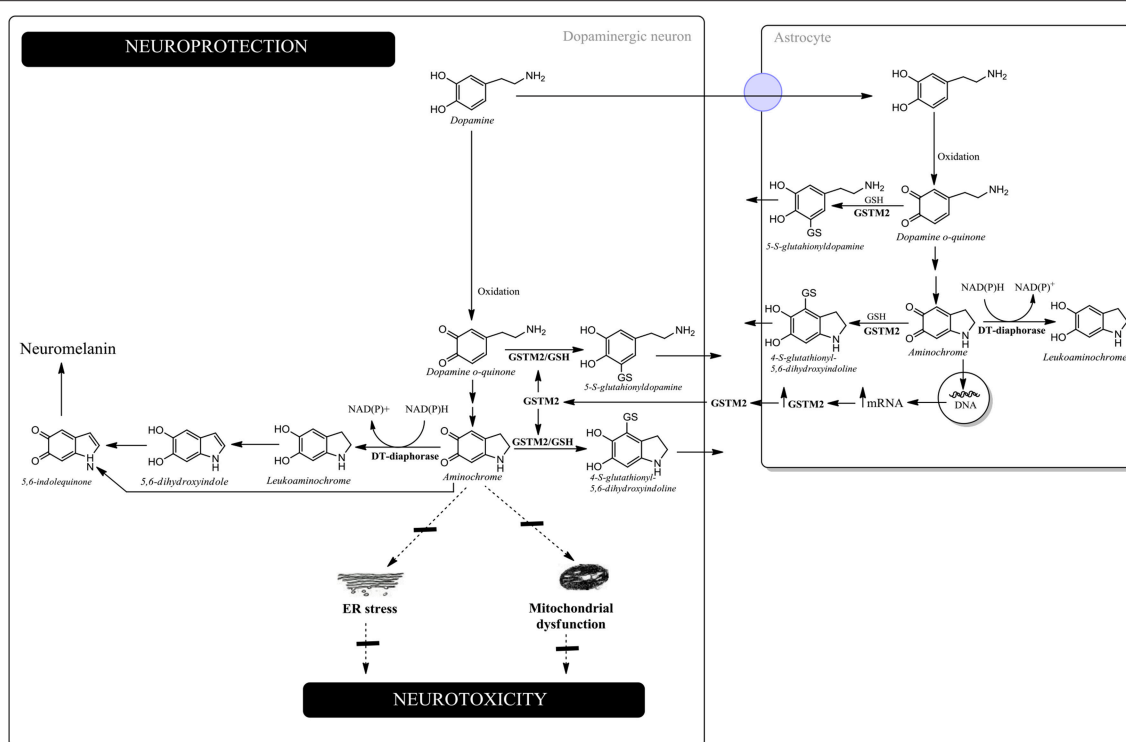 NEUROPROTECTION
Dopaminergic neuron
HO
HO
NH2
Dopamine
Oxidation
O
O
NH2
Dopamine o-quinone
GSTM2/GSH
HO
HO
NH2
GS
5-S-glutahionyldopamine
GSTM2
GSTM2/GSH
GS
HO
HO
N
H
4-S-glutathionyl-
5,6-dihydroxyindoline
O
O
N
H
Aminochrome
NAD(P)+
NAD(P)H
DT-diaphorase
HO
HO
N
H
Leukoaminochrome
HO
HO
N
H
5,6-dihydroxyindole
O
O
H
N
5,6-indolequinone
Neuromelanin
ER stress
Mitochondrial
dysfunction
NEUROTOXICITY
Astrocyte
HO
HO
NH2
Oxidation
O
O
NH2
Dopamine o-quinone
GSH
GSTM2
HO
HO
NH2
GS
5-S-glutahionyldopamine
O
O
N
H
Aminochrome
GSH
GSTM2
GS
HO
HO
N
H
4-S-glutathionyl-
5,6-dihydroxyindoline
NAD(P)H
NAD(P)+
DT-diaphorase
HO
HO
N
H
Leukoaminochrome
DNA
mRNA
GSTM2
GSTM2